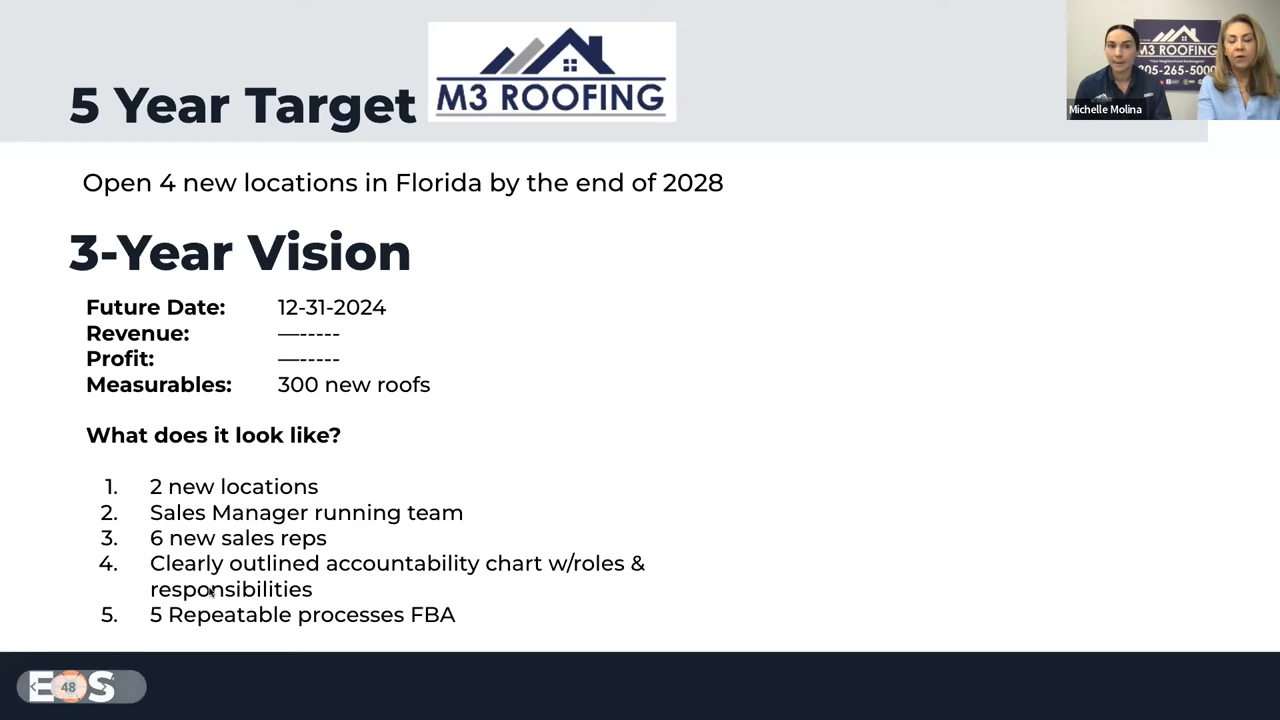 5 Year Target
M3 ROOFING
M3 ROOFING
305-265-5000
Michelle Molina
Open 4 new locations in Florida by the end of 2028
3-Year Vision
Future Date: 12-31-2024
Revenue: —-----
Profit: —-----
Measurables: 300 new roofs
What does it look like?
1. 2 new locations
2. Sales Manager running team
3. 6 new sales reps
4. Clearly outlined accountability chart w/roles &
responsibilities
5. 5 Repeatable processes FBA
EOS
48